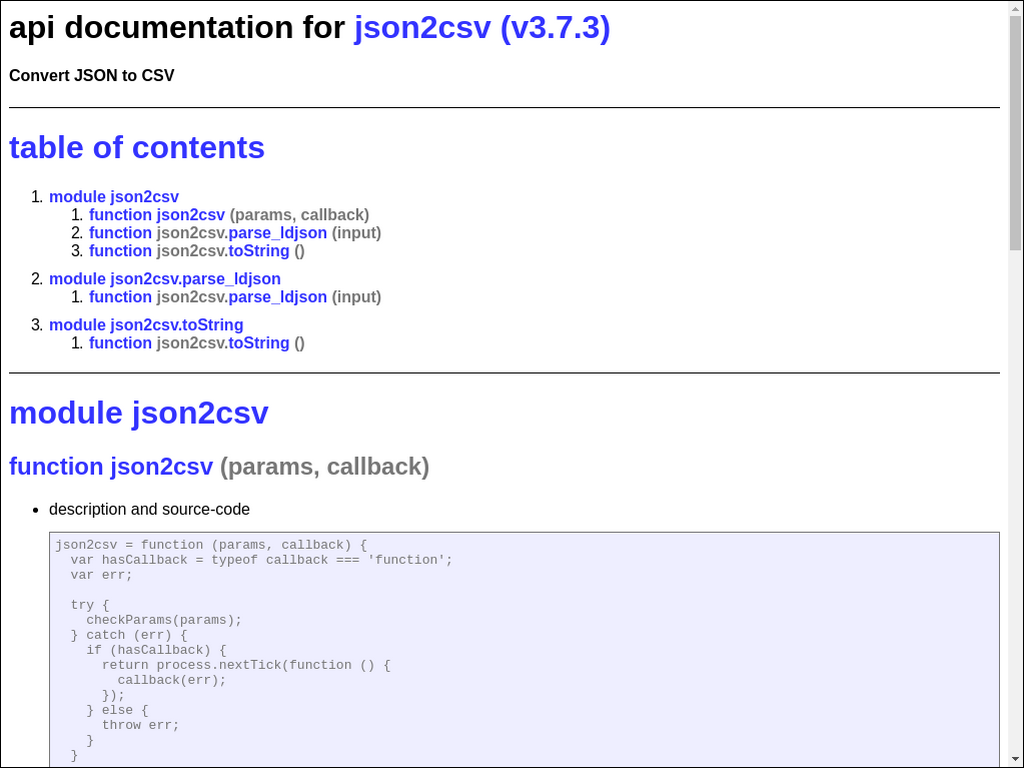 api documentation for json2csv (v3.7.3)
Convert JSON to CSV
table of contents
1. module json2csv
1. function json2csv (params, callback)
2. function json2csv.parse_ldjson (input)
3. function json2csv.toString ()
2. module json2csv.parse_ldjson
1. function json2csv.parse_ldjson (input)
3. module json2csv.toString
1. function json2csv.toString ()
module json2csv
function json2csv (params, callback)
• description and source-code
json2csv = function (params, callback) {
  var hasCallback = typeof callback === 'function';
  var err;

  try {
    checkParams(params);
  } catch (err) {
    if (hasCallback) {
      return process.nextTick(function () {
        callback(err);
      });
    } else {
      throw err;
    }
  }